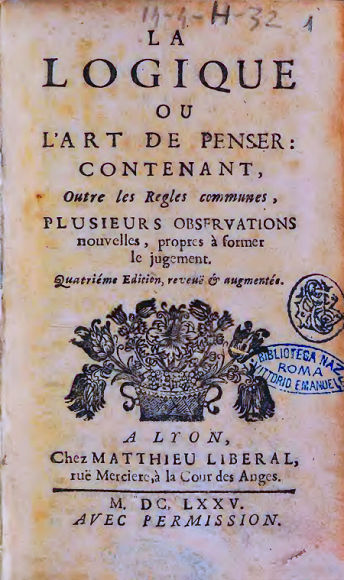 14-4-H-32
1
LA
LOGIQUE
OU
L'ART DE PENSER:
CONTENANT,
Outre les Regles communes,
PLUSIEURS OBSERVATIONS
nouvelles, propres à former
le jugement.
Quatriéme Edition, reveuë & augmentée.
BIBLIOTECA NAZ
ROMA
VITTORIO EMANUELE
A LYON,
Chez MATTHIEU LIBERAL,
ruë Merciere, à la Cour des Anges.
M. DC. LXXV.
AVEC PERMISSION.